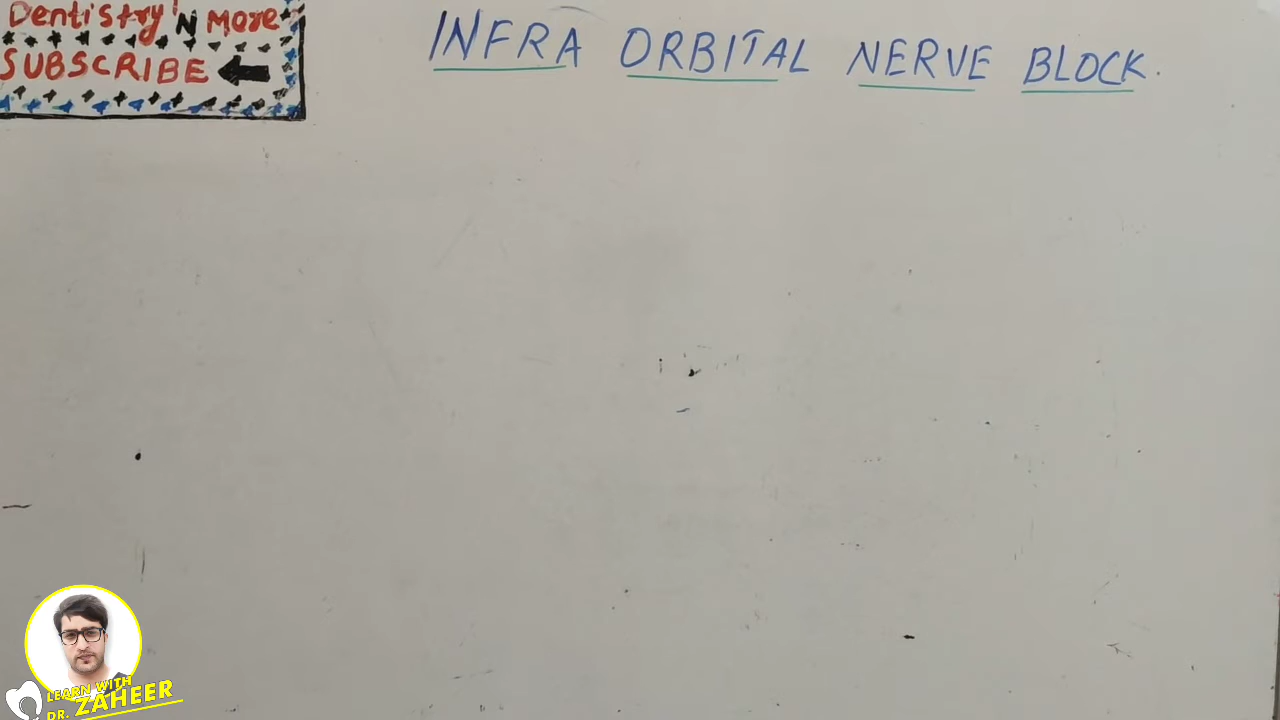 Dentistry 'N More
SUBSCRIBE
INFRA ORBITAL NERVE BLOCK.
LEARN WITH
DR. ZAHEER